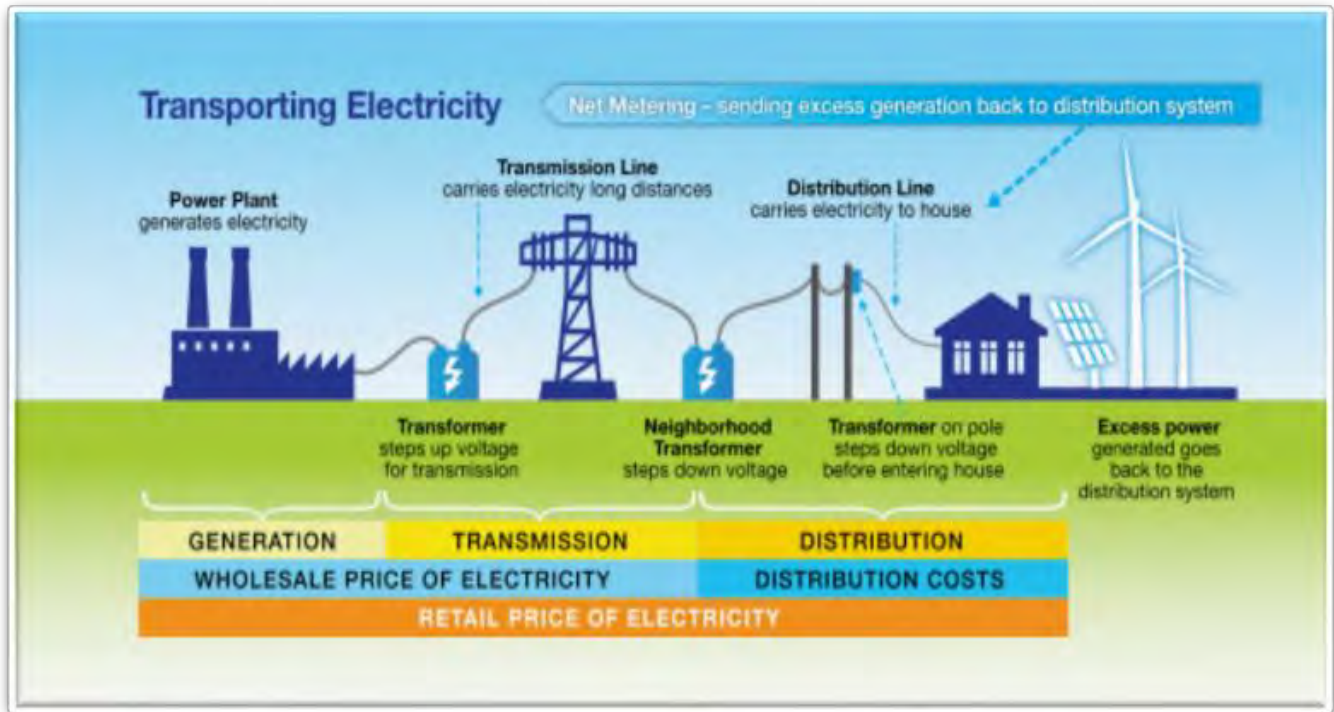 Transporting Electricity
Net Metering – sending excess generation back to distribution system
Transmission Line
carries electricity long distances
Distribution Line
carries electricity to house
Power Plant
generates electricity
Transformer
steps up voltage
for transmission
Neighborhood
Transformer
steps down voltage
Transformer on pole
steps down voltage
before entering house
Excess power
generated goes
back to the
distribution system
GENERATION
TRANSMISSION
DISTRIBUTION
WHOLESALE PRICE OF ELECTRICITY
DISTRIBUTION COSTS
RETAIL PRICE OF ELECTRICITY